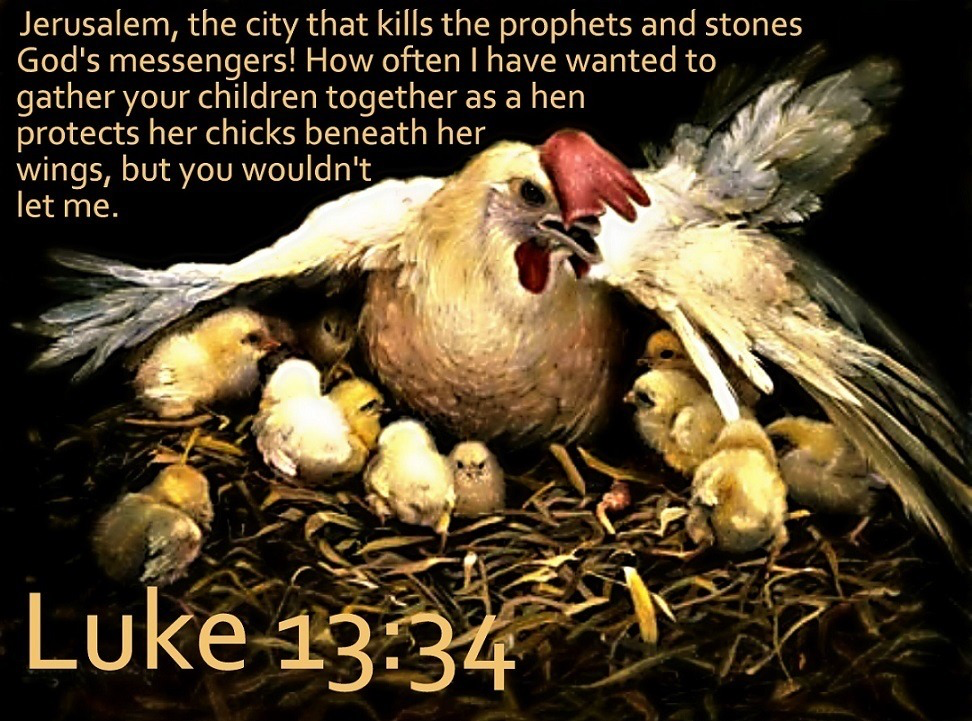 Jerusalem, the city that kills the prophets and stones
God's messengers! How often I have wanted to
gather your children together as a hen
protects her chicks beneath her
wings, but you wouldn't
let me.
Luke 13:34